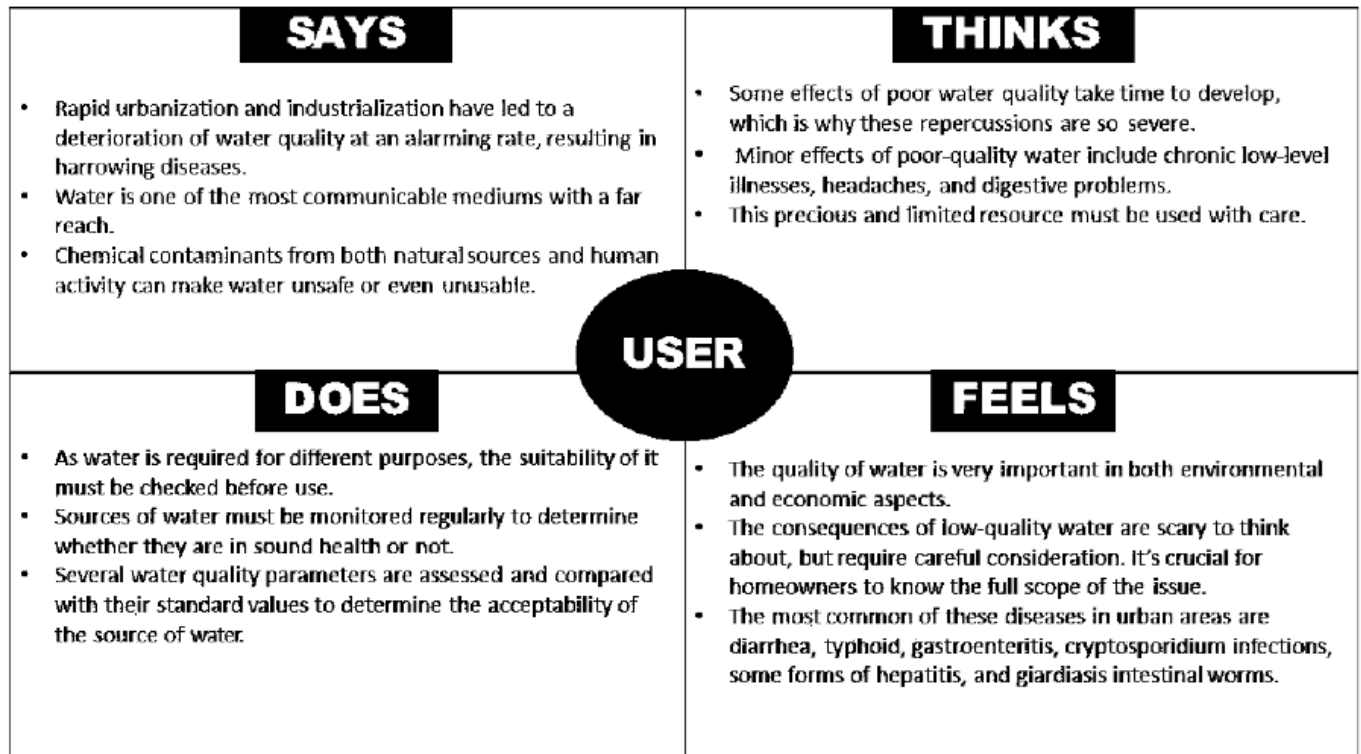 SAYS
• Rapid urbanization and industrialization have led to a
deterioration of water quality at an alarming rate, resulting in
harrowing diseases.
• Water is one of the most communicable mediums with a far
reach.
• Chemical contaminants from both natural sources and human
activity can make water unsafe or even unusable.
THINKS
• Some effects of poor water quality take time to develop,
which is why these repercussions are so severe.
• Minor effects of poor-quality water include chronic low-level
illnesses, headaches, and digestive problems.
• This precious and limited resource must be used with care.
USER
DOES
• As water is required for different purposes, the suitability of it
must be checked before use.
• Sources of water must be monitored regularly to determine
whether they are in sound health or not.
• Several water quality parameters are assessed and compared
with their standard values to determine the acceptability of
the source of water.
FEELS
• The quality of water is very important in both environmental
and economic aspects.
• The consequences of low-quality water are scary to think
about, but require careful consideration. It's crucial for
homeowners to know the full scope of the issue.
• The most common of these diseases in urban areas are
diarrhea, typhoid, gastroenteritis, cryptosporidium infections,
some forms of hepatitis, and giardiasis intestinal worms.